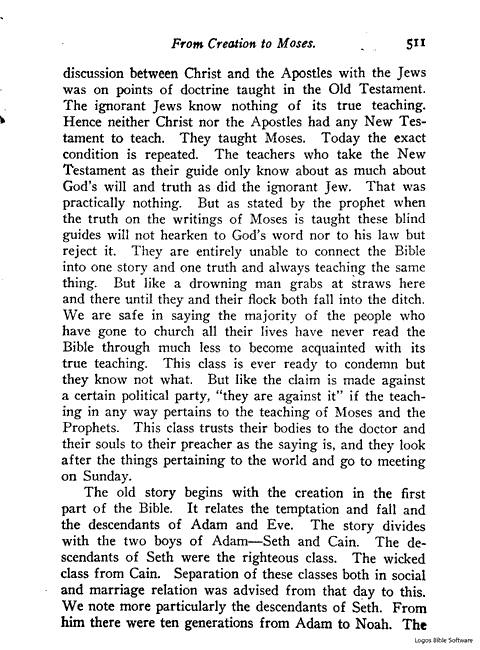 From Creation to Moses. 511
discussion between Christ and the Apostles with the Jews
was on points of doctrine taught in the Old Testament.
The ignorant Jews know nothing of its true teaching.
Hence neither Christ nor the Apostles had any New Tes-
tament to teach. They taught Moses. Today the exact
condition is repeated. The teachers who take the New
Testament as their guide only know about as much about
God's will and truth as did the ignorant Jew. That was
practically nothing. But as stated by the prophet when
the truth on the writings of Moses is taught these blind
guides will not hearken to God's word nor to his law but
reject it. They are entirely unable to connect the Bible
into one story and one truth and always teaching the same
thing. But like a drowning man grabs at straws here
and there until they and their flock both fall into the ditch.
We are safe in saying the majority of the people who
have gone to church all their lives have never read the
Bible through much less to become acquainted with its
true teaching. This class is ever ready to condemn but
they know not what. But like the claim is made against
a certain political party, "they are against it" if the teach-
ing in any way pertains to the teaching of Moses and the
Prophets. This class trusts their bodies to the doctor and
their souls to their preacher as the saying is, and they look
after the things pertaining to the world and go to meeting
on Sunday.
The old story begins with the creation in the first
part of the Bible. It relates the temptation and fall and
the descendants of Adam and Eve. The story divides
with the two boys of Adam—Seth and Cain. The de-
scendants of Seth were the righteous class. The wicked
class from Cain. Separation of these classes both in social
and marriage relation was advised from that day to this.
We note more particularly the descendants of Seth. From
him there were ten generations from Adam to Noah. The
Logos Bible Software